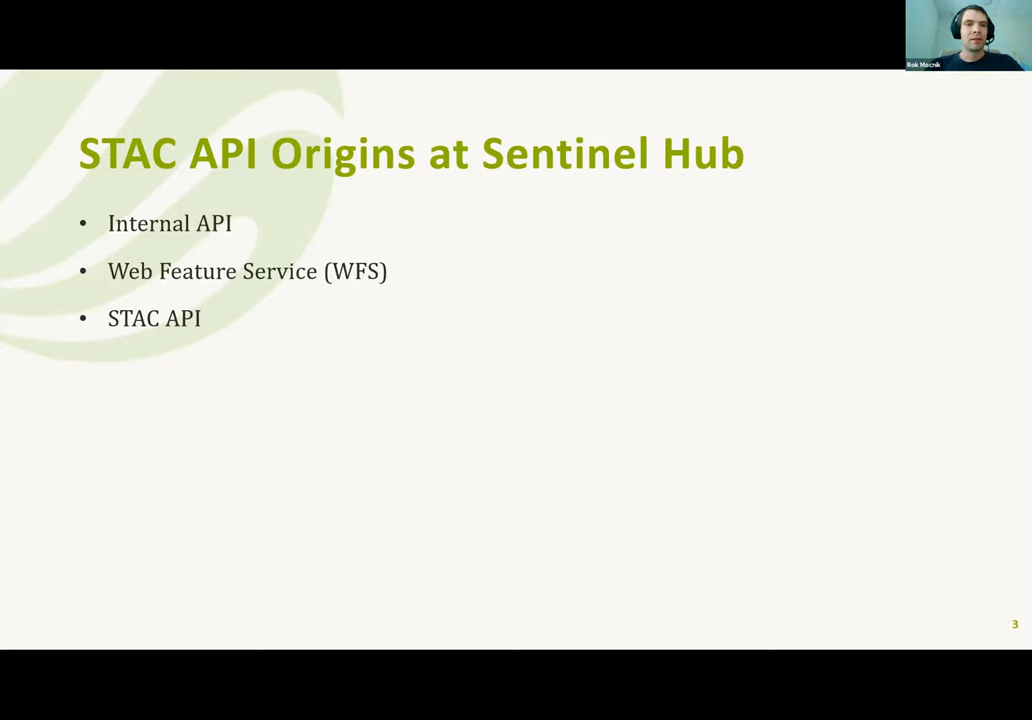 Rok Mocnik
STAC API Origins at Sentinel Hub
• Internal API
• Web Feature Service (WFS)
• STAC API
3